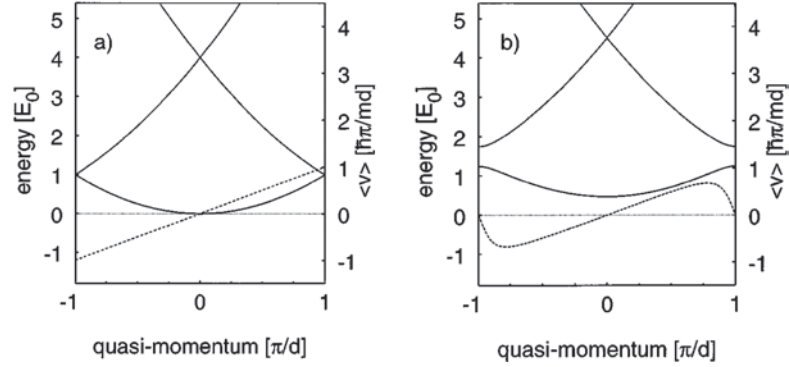 a)
energy [E₀]
5
4
3
2
1
0
-1
<v> [ħπ/md]
4
3
2
1
0
-1
-1 0 1
quasi-momentum [π/d]
b)
energy [E₀]
5
4
3
2
1
0
-1
<v> [ħπ/md]
4
3
2
1
0
-1
-1 0 1
quasi-momentum [π/d]